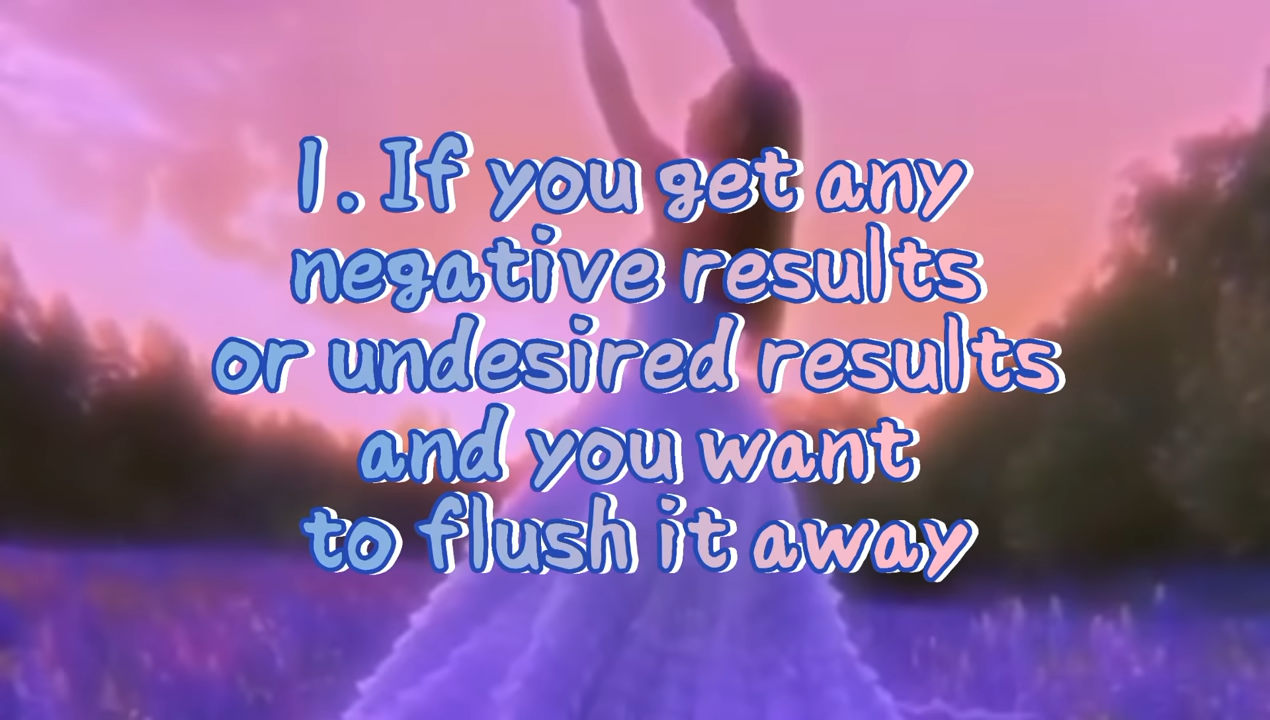 1. If you get any
negative results
or undesired results
and you want
to flush it away